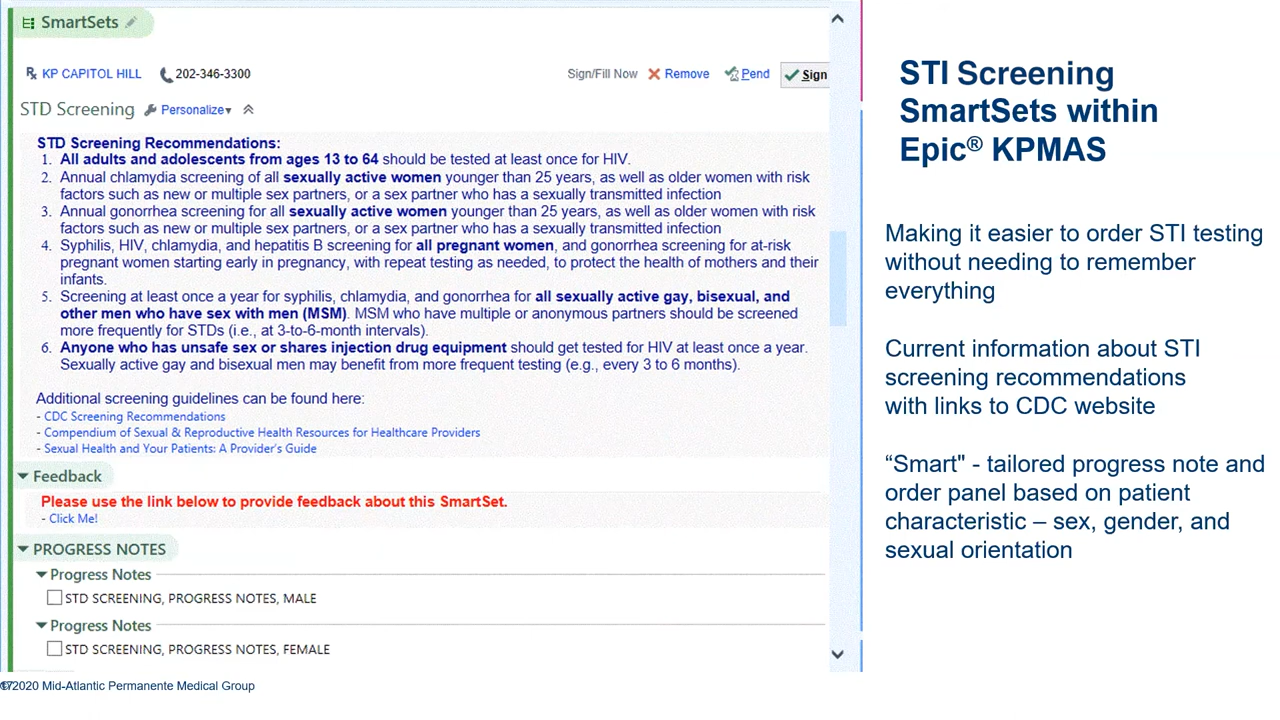 SmartSets
KP CAPITOL HILL 202-346-3300 Sign/Fill Now Remove Pend Sign
STD Screening Personalize
STD Screening Recommendations:
1. All adults and adolescents from ages 13 to 64 should be tested at least once for HIV.
2. Annual chlamydia screening of all sexually active women younger than 25 years, as well as older women with risk
factors such as new or multiple sex partners, or a sex partner who has a sexually transmitted infection
3. Annual gonorrhea screening for all sexually active women younger than 25 years, as well as older women with risk
factors such as new or multiple sex partners, or a sex partner who has a sexually transmitted infection
4. Syphilis, HIV, chlamydia, and hepatitis B screening for all pregnant women, and gonorrhea screening for at-risk
pregnant women starting early in pregnancy, with repeat testing as needed, to protect the health of mothers and their
infants.
5. Screening at least once a year for syphilis, chlamydia, and gonorrhea for all sexually active gay, bisexual, and
other men who have sex with men (MSM). MSM who have multiple or anonymous partners should be screened
more frequently for STDs (i.e., at 3-to-6-month intervals).
6. Anyone who has unsafe sex or shares injection drug equipment should get tested for HIV at least once a year.
Sexually active gay and bisexual men may benefit from more frequent testing (e.g., every 3 to 6 months).
Additional screening guidelines can be found here:
- CDC Screening Recommendations
- Compendium of Sexual & Reproductive Health Resources for Healthcare Providers
- Sexual Health and Your Patients: A Provider's Guide
Feedback
Please use the link below to provide feedback about this SmartSet.
- Click Me!
PROGRESS NOTES
Progress Notes
STD SCREENING, PROGRESS NOTES, MALE
Progress Notes
STD SCREENING, PROGRESS NOTES, FEMALE
STI Screening
SmartSets within
Epic® KPMAS
Making it easier to order STI testing
without needing to remember
everything
Current information about STI
screening recommendations
with links to CDC website
“Smart" - tailored progress note and
order panel based on patient
characteristic – sex, gender, and
sexual orientation
2020 Mid-Atlantic Permanente Medical Group